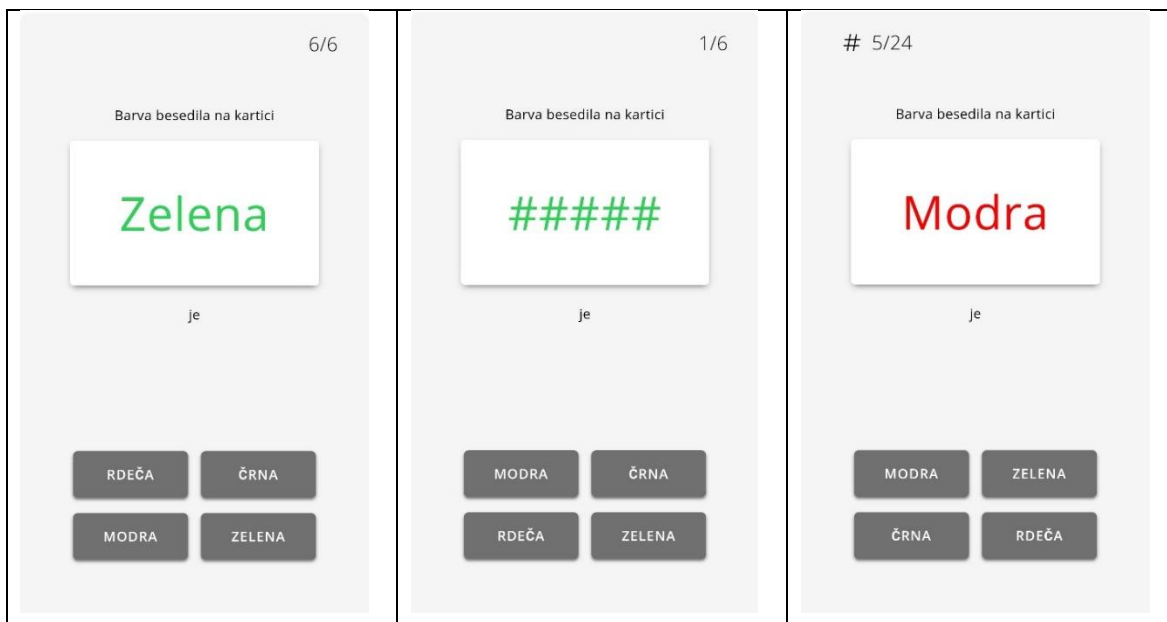 6/6
Barva besedila na kartici
Zelena
je
RDEČA ČRNA
MODRA ZELENA
1/6
Barva besedila na kartici
#####
je
MODRA ČRNA
RDEČA ZELENA
# 5/24
Barva besedila na kartici
Modra
je
MODRA ZELENA
ČRNA RDEČA